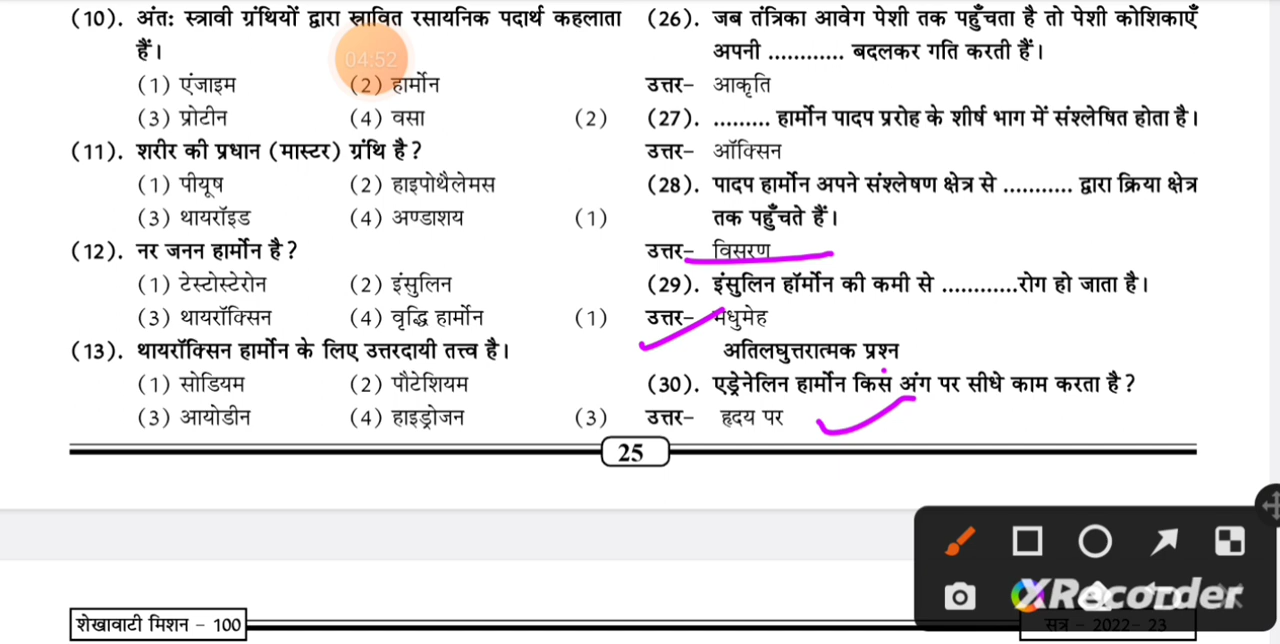 (10). अंतः स्त्रावी ग्रंथियों द्वारा स्रावित रसायनिक पदार्थ कहलाता
हैं।
04:52
(1) एंजाइम (2) हार्मोन
(3) प्रोटीन (4) वसा (2)
(11). शरीर की प्रधान (मास्टर) ग्रंथि है?
(1) पीयूष (2) हाइपोथैलेमस
(3) थायरॉइड (4) अण्डाशय (1)
(12). नर जनन हार्मोन है?
(1) टेस्टोस्टेरोन (2) इंसुलिन
(3) थायरॉक्सिन (4) वृद्धि हार्मोन (1)
(13). थायरॉक्सिन हार्मोन के लिए उत्तरदायी तत्त्व है।
(1) सोडियम (2) पौटेशियम
(3) आयोडीन (4) हाइड्रोजन (3)
(26). जब तंत्रिका आवेग पेशी तक पहुँचता है तो पेशी कोशिकाएँ
अपनी ............ बदलकर गति करती हैं।
उत्तर– आकृति
(27). ......... हार्मोन पादप प्ररोह के शीर्ष भाग में संश्लेषित होता है।
उत्तर– ऑक्सिन
(28). पादप हार्मोन अपने संश्लेषण क्षेत्र से ........... द्वारा क्रिया क्षेत्र
तक पहुँचते हैं।
उत्तर– विसरण
(29). इंसुलिन हॉर्मोन की कमी से ............रोग हो जाता है।
उत्तर– मधुमेह
अतिलघुत्तरात्मक प्रश्न
(30). एड्रेनेलिन हार्मोन किस अंग पर सीधे काम करता है?
उत्तर– हृदय पर
25
XRecorder
शेखावाटी मिशन – 100
सत्र – 2022– 23